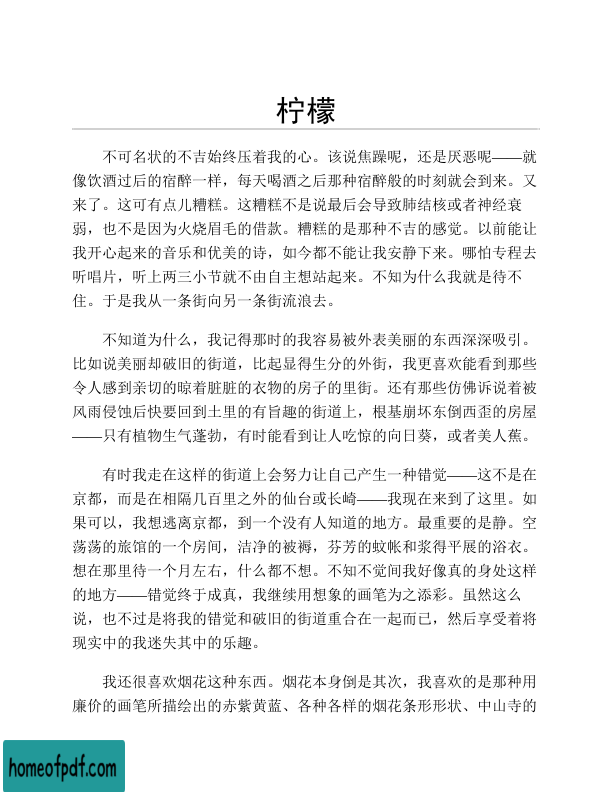 柠檬
不可名状的不吉始终压着我的心。该说焦躁呢，还是厌恶呢——就
像饮酒过后的宿醉一样，每天喝酒之后那种宿醉般的时刻就会到来。又
来了。这可有点儿糟糕。这糟糕不是说最后会导致肺结核或者神经衰
弱，也不是因为火烧眉毛的借款。糟糕的是那种不吉的感觉。以前能让
我开心起来的音乐和优美的诗，如今都不能让我安静下来。哪怕专程去
听唱片，听上两三小节就不由自主想站起来。不知为什么我就是待不
住。于是我从一条街向另一条街流浪去。
不知道为什么，我记得那时的我容易被外表美丽的东西深深吸引。
比如说美丽却破旧的街道，比起显得生分的外街，我更喜欢能看到那些
令人感到亲切的晾着脏脏的衣物的房子的里街。还有那些仿佛诉说着被
风雨侵蚀后快要回到土里的有旨趣的街道上，根基崩坏东倒西歪的房屋
——只有植物生气蓬勃，有时能看到让人吃惊的向日葵，或者美人蕉。
有时我走在这样的街道上会努力让自己产生一种错觉——这不是在
京都，而是在相隔几百里之外的仙台或长崎——我现在来到了这里。如
果可以，我想逃离京都，到一个没有人知道的地方。最重要的是静。空
荡荡的旅馆的一个房间，洁净的被褥，芬芳的蚊帐和浆得平展的浴衣。
想在那里待一个月左右，什么都不想。不知不觉间我好像真的身处这样
的地方——错觉终于成真，我继续用想象的画笔为之添彩。虽然这么
说，也不过是将我的错觉和破旧的街道重合在一起而已，然后享受着将
现实中的我迷失其中的乐趣。
我还很喜欢烟花这种东西。烟花本身倒是其次，我喜欢的是那种用
廉价的画笔所描绘出的赤紫黄蓝、各种各样的烟花条形形状、中山寺的
homeofpdf.com